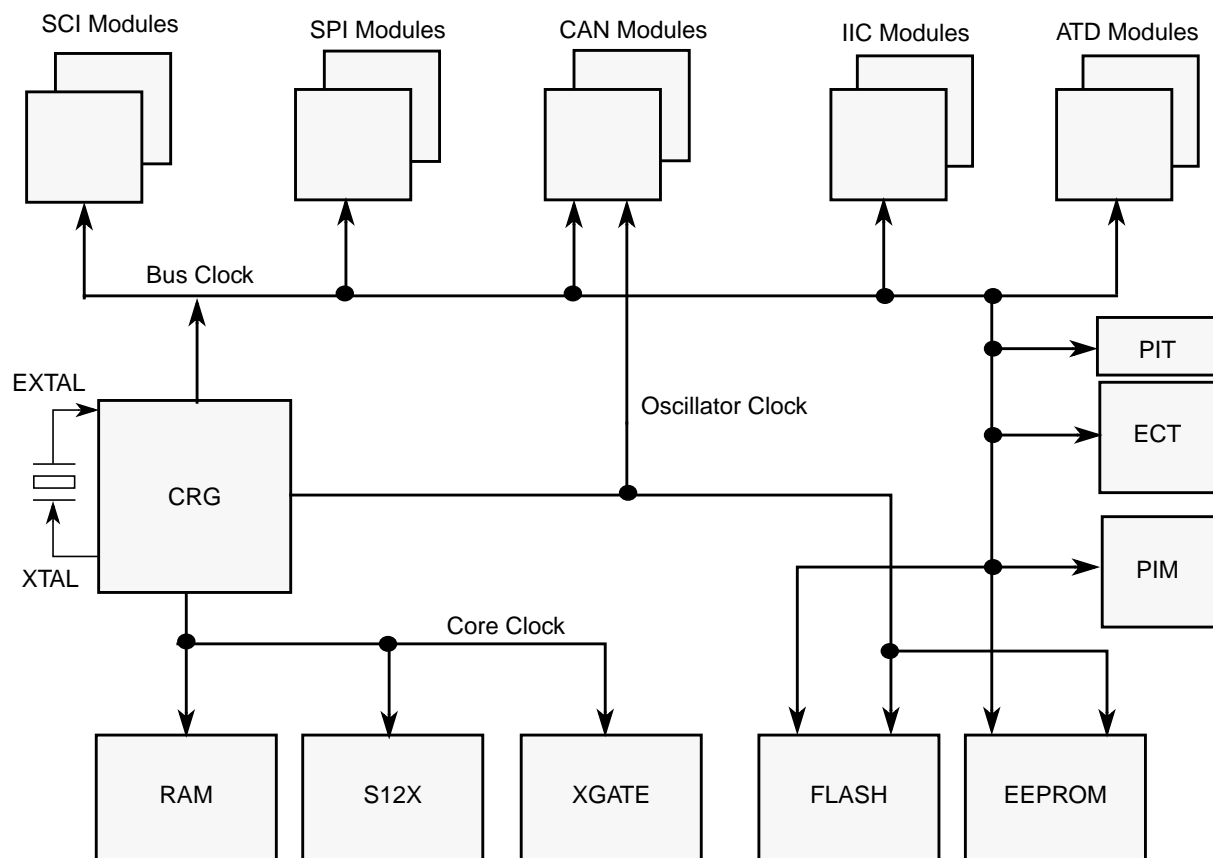 SCI Modules
SPI Modules
CAN Modules
IIC Modules
ATD Modules
Bus Clock
PIT
EXTAL
Oscillator Clock
ECT
CRG
XTAL
PIM
Core Clock
RAM
S12X
XGATE
FLASH
EEPROM